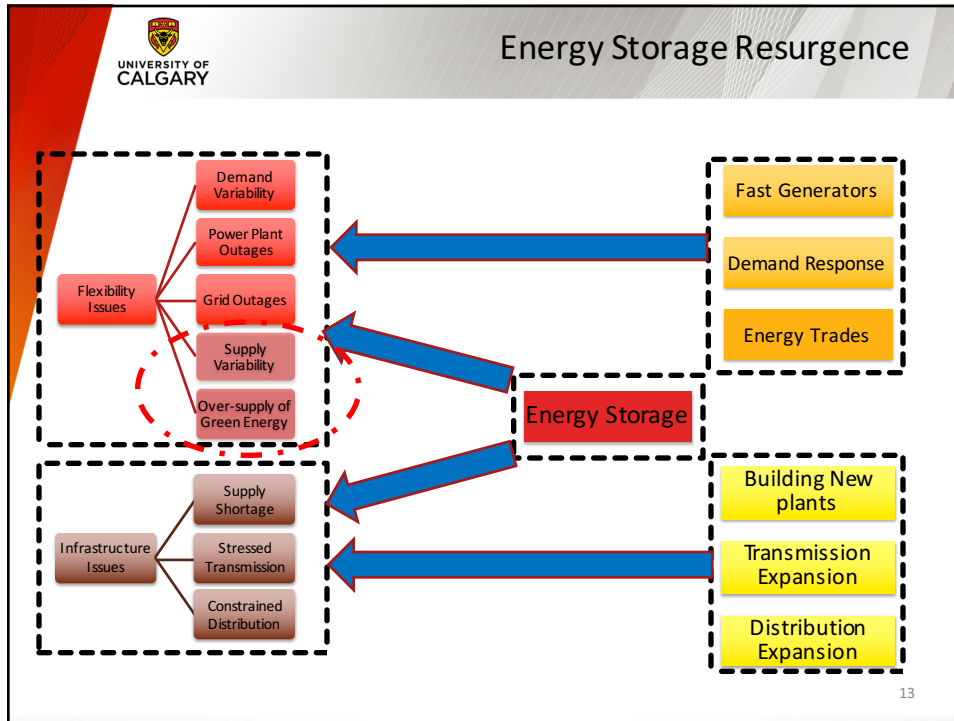 UNIVERSITY OF
CALGARY
Energy Storage Resurgence
Flexibility
Issues
Demand
Variability
Power Plant
Outages
Grid Outages
Supply
Variability
Over-supply of
Green Energy
Infrastructure
Issues
Supply
Shortage
Stressed
Transmission
Constrained
Distribution
Energy Storage
Fast Generators
Demand Response
Energy Trades
Building New
plants
Transmission
Expansion
Distribution
Expansion
13